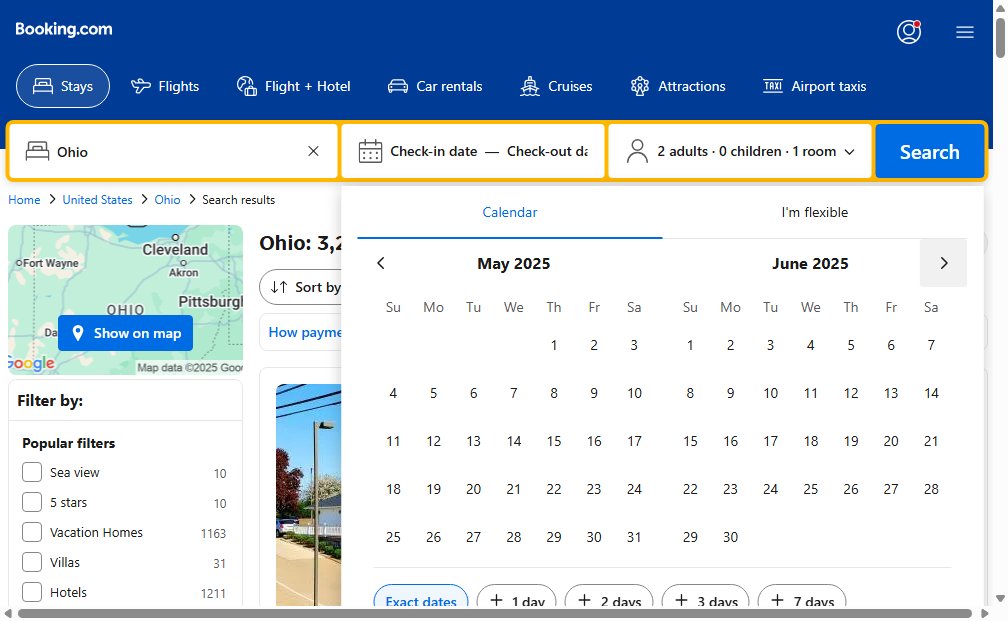 Booking.com
Stays
Flights
Flight + Hotel
Car rentals
Cruises
Attractions
TAXI Airport taxis
Ohio
Check-in date — Check-out da
2 adults · 0 children · 1 room
Search
Home > United States > Ohio > Search results
Cleveland
Fort Wayne
Akron
OHIO
Pittsburgh
Da
Show on map
Google
Map data ©2025 Goo
Filter by:
Popular filters
Sea view 10
5 stars 10
Vacation Homes 1163
Villas 31
Hotels 1211
Ohio: 3,2
Sort by
How payme
Calendar
I'm flexible
May 2025
Su Mo Tu We Th Fr Sa
1 2 3
4 5 6 7 8 9 10
11 12 13 14 15 16 17
18 19 20 21 22 23 24
25 26 27 28 29 30 31
June 2025
Su Mo Tu We Th Fr Sa
1 2 3 4 5 6 7
8 9 10 11 12 13 14
15 16 17 18 19 20 21
22 23 24 25 26 27 28
29 30
Exact dates
+ 1 day
+ 2 days
+ 3 days
+ 7 days